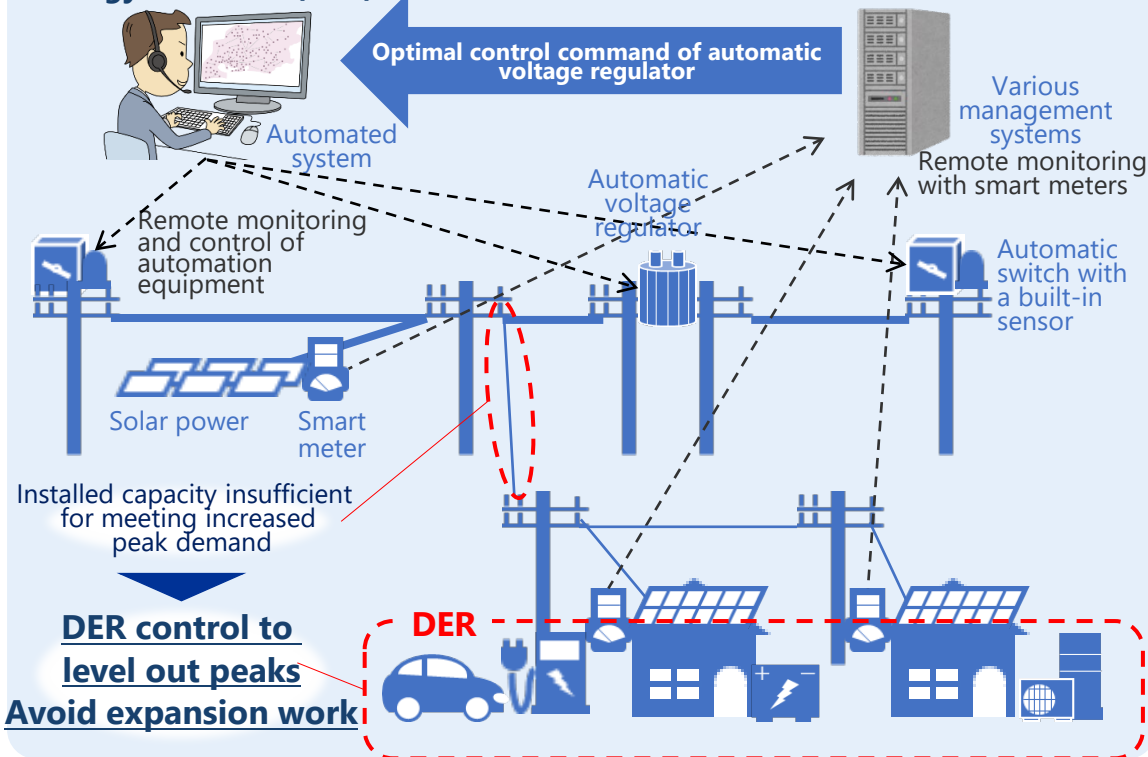 Optimal control command of automatic
voltage regulator
Automated
system
Various
management
systems
Remote monitoring
with smart meters
Automatic
voltage
regulator
Remote monitoring
and control of
automation
equipment
Automatic
switch with
a built-in
sensor
Solar power
Smart
meter
Installed capacity insufficient
for meeting increased
peak demand
DER control to
level out peaks
Avoid expansion work
DER